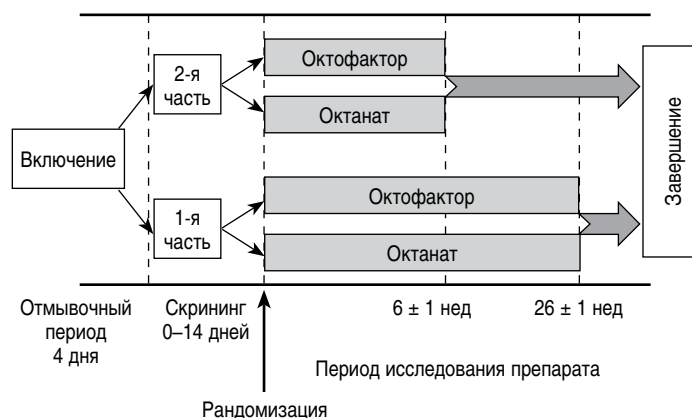 Включение
2-я
часть
Октофактор
Октанат
1-я
часть
Октофактор
Октанат
Завершение
Отмывочный
период
4 дня
Скрининг
0–14 дней
6 ± 1 нед
26 ± 1 нед
Период исследования препарата
Рандомизация